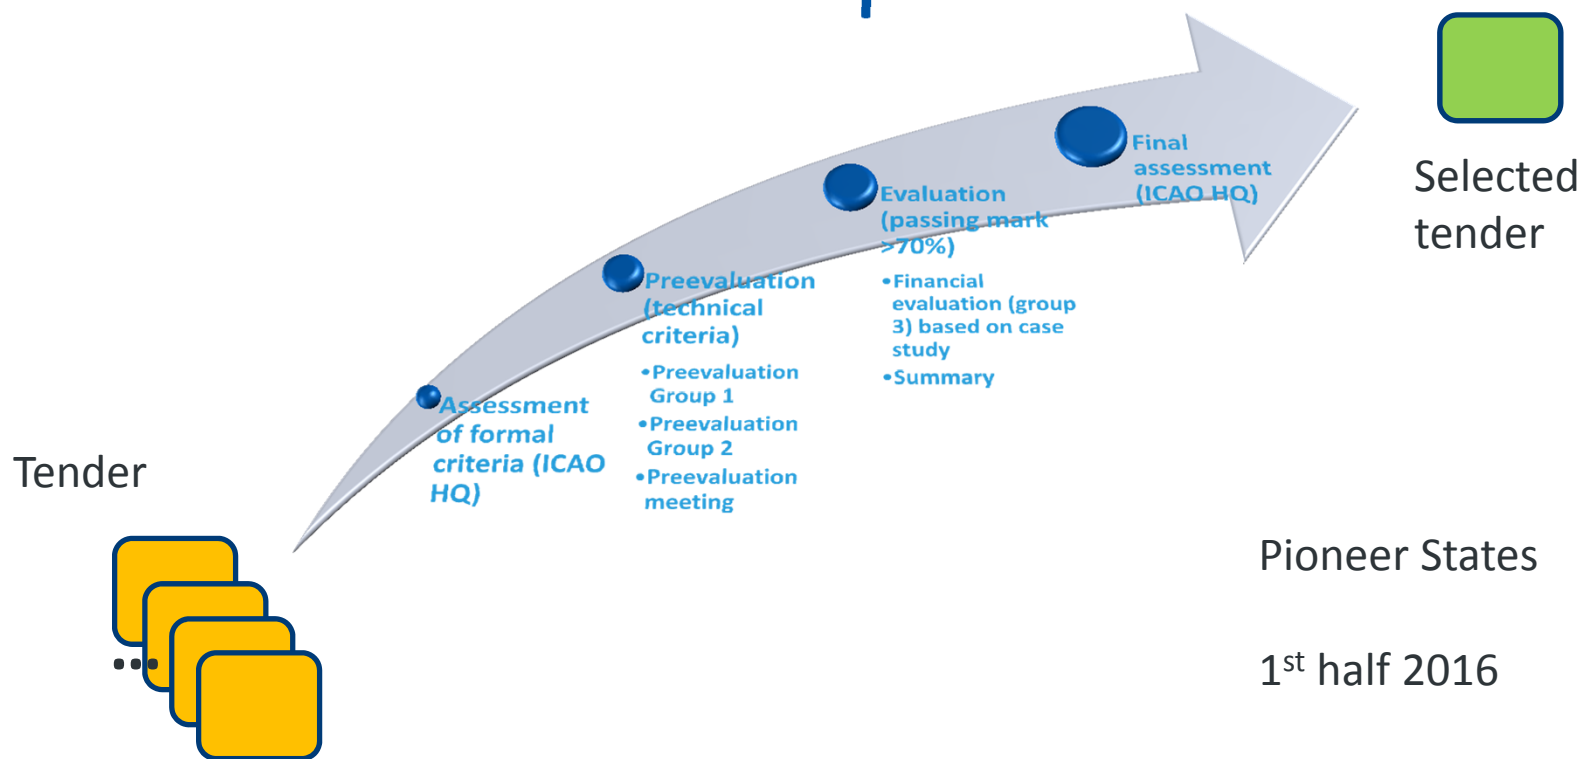 Tender
...
Assessment
of formal
criteria (ICAO
HQ)
Preevaluation
(technical
criteria)
•Preevaluation
Group 1
•Preevaluation
Group 2
•Preevaluation
meeting
Evaluation
(passing mark
>70%)
•Financial
evaluation (group
3) based on case
study
•Summary
Final
assessment
(ICAO HQ)
Selected
tender
Pioneer States
1st half 2016